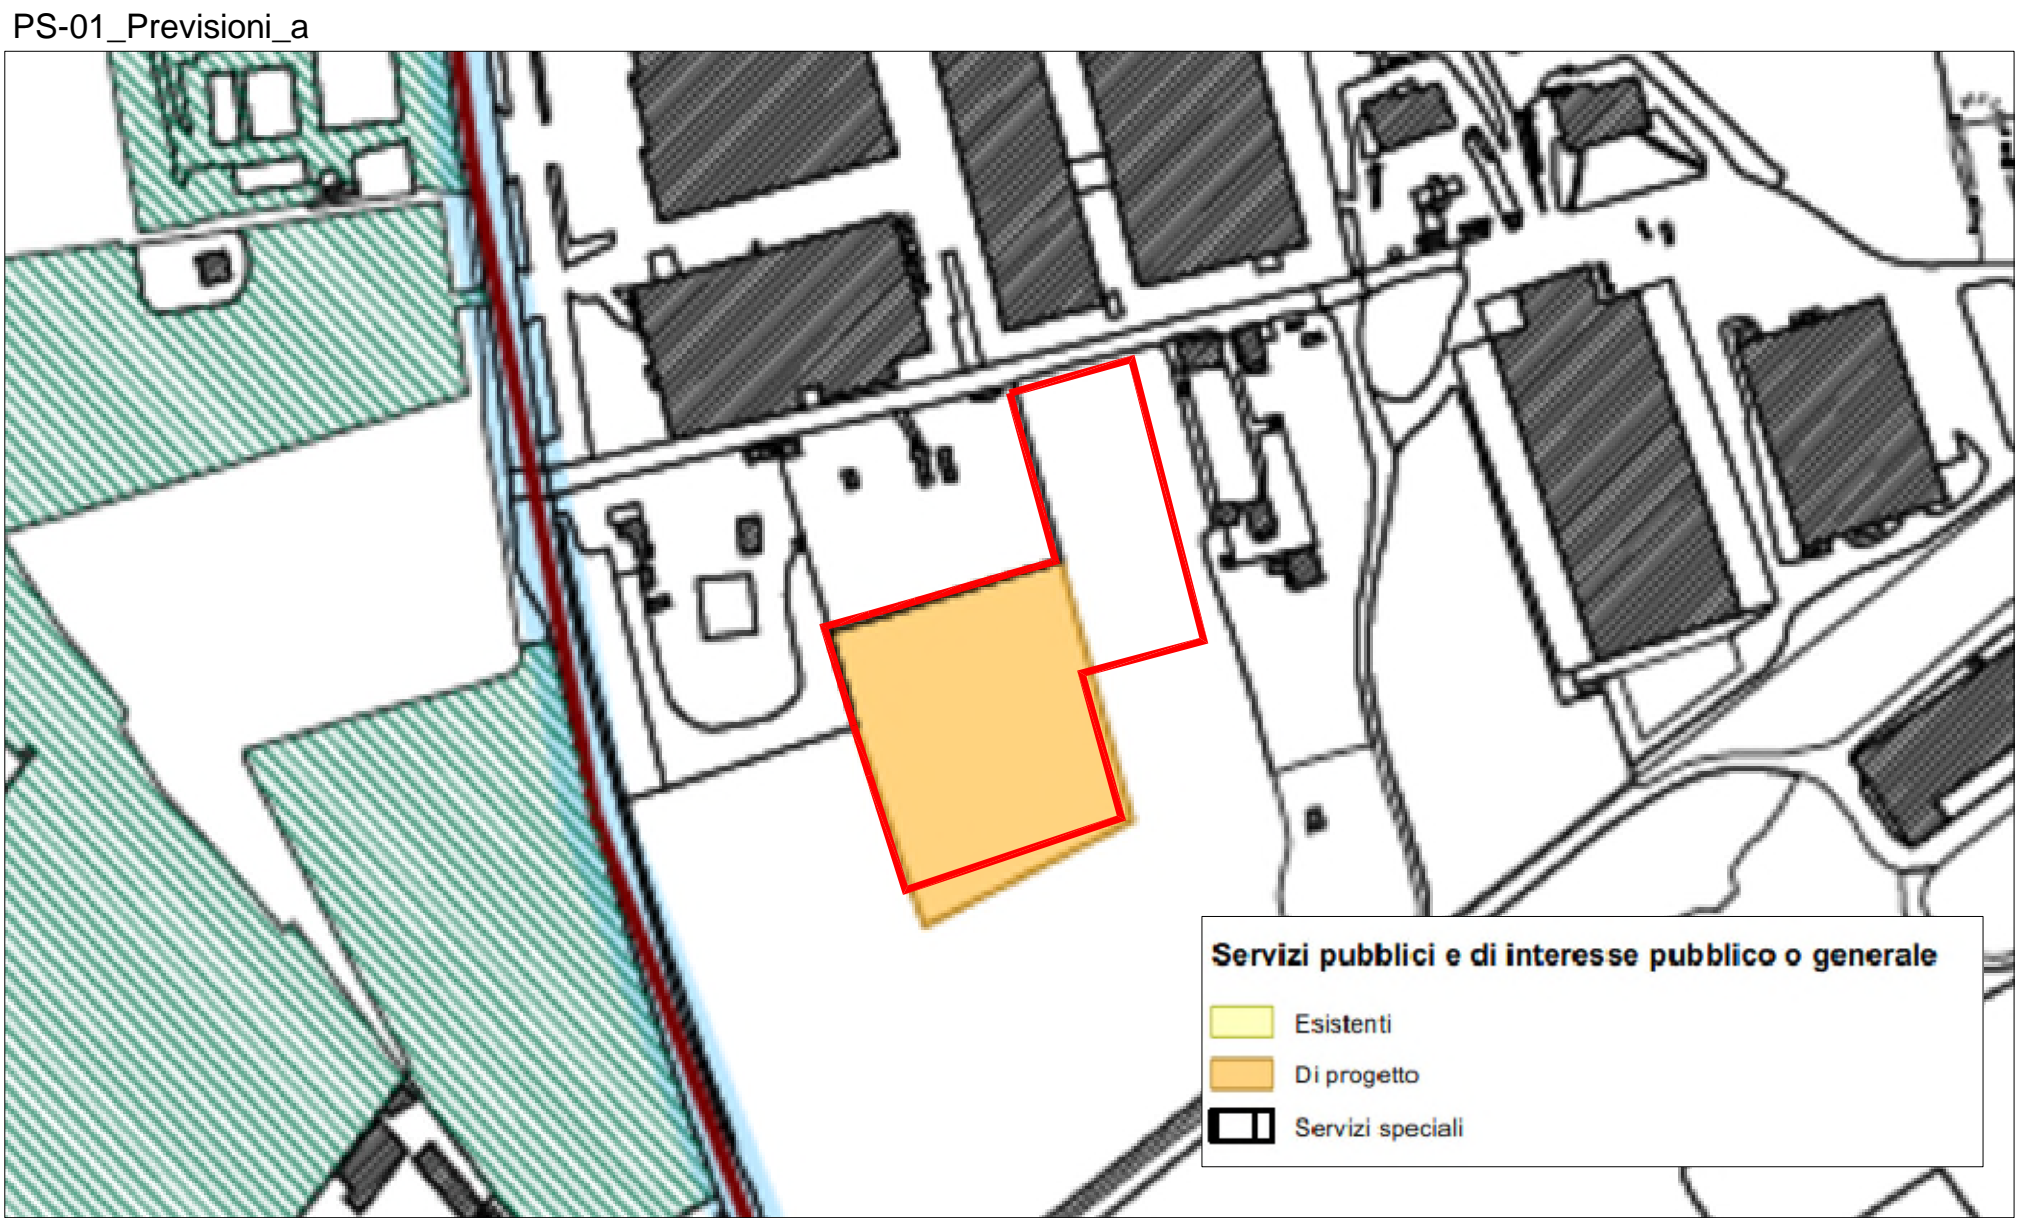 PS-01_Previsioni_a
Servizi pubblici e di interesse pubblico o generale
Esistenti
Di progetto
Servizi speciali